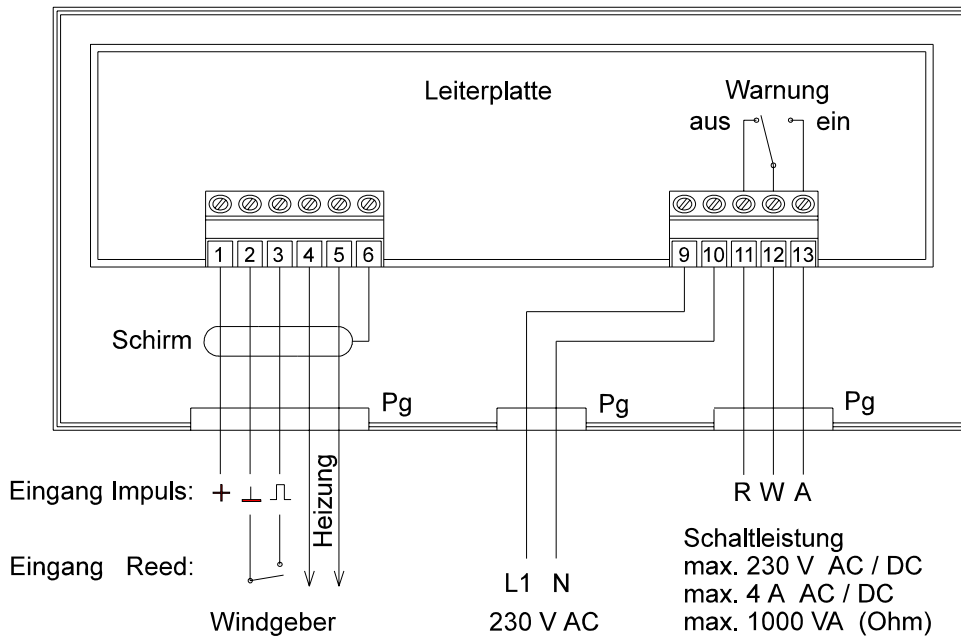 Leiterplatte
Warnung
aus ein
1 2 3 4 5 6
9 10 11 12 13
Schirm
Pg
Pg
Pg
Eingang Impuls: +
Heizung
Eingang Reed:
Windgeber
L1 N
230 V AC
R W A
Schaltleistung
max. 230 V AC / DC
max. 4 A AC / DC
max. 1000 VA (Ohm)